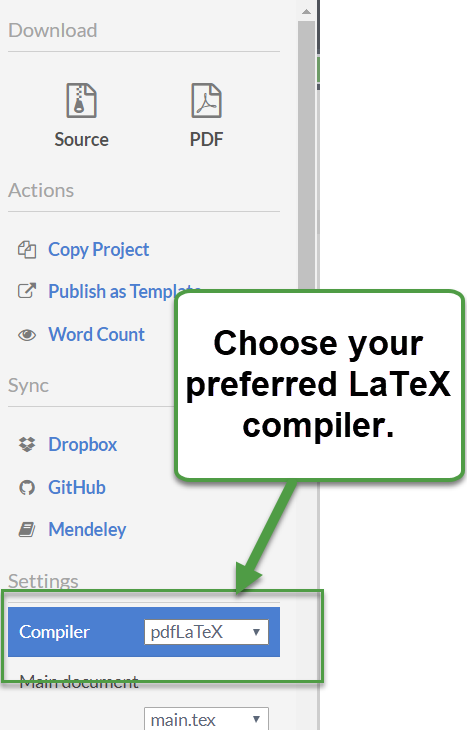 Download
Source PDF
Actions
Copy Project
Publish as Template
Word Count
Choose your
preferred LaTeX
compiler.
Sync
Dropbox
GitHub
Mendeley
Settings
Compiler pdfLaTeX
Main document
main.tex